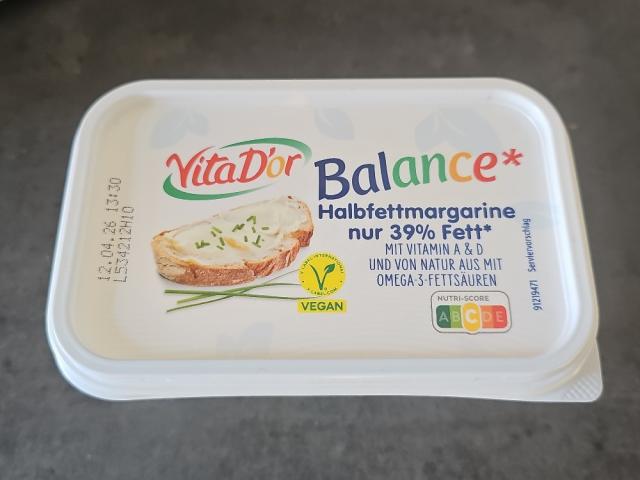 VitaD'or
Balance*
Halbfettmargarine
nur 39% Fett*
MIT VITAMIN A & D
UND VON NATUR AUS MIT
OMEGA-3-FETTSÄUREN
NUTRI-SCORE
A B C D E
VEGAN
12.04.26 13:30
L534212H10
91219471 Serviervorschlag